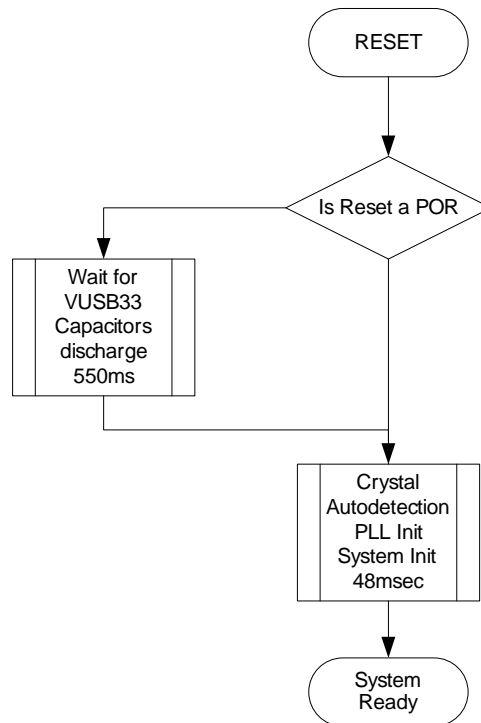 RESET
Is Reset a POR
Wait for
VUSB33
Capacitors
discharge
550ms
Crystal
Autodetection
PLL Init
System Init
48msec
System
Ready